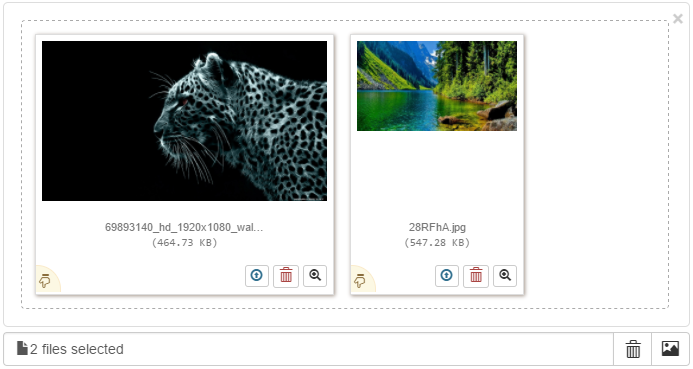 ×
69893140_hd_1920x1080_wal...
(464.73 KB)
28RFhA.jpg
(547.28 KB)
2 files selected